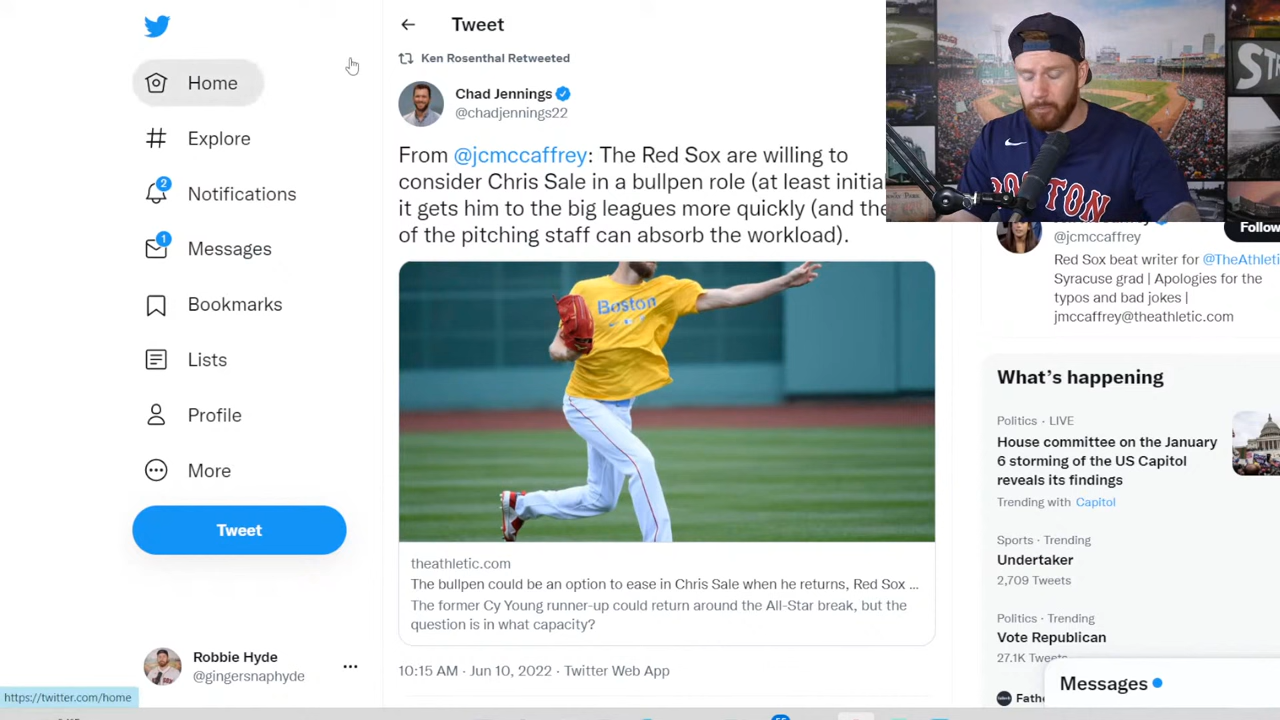 Home
Explore
2
Notifications
1
Messages
Bookmarks
Lists
Profile
More
Tweet
Robbie Hyde
@gingersnaphyde
https://twitter.com/home
Tweet
Ken Rosenthal Retweeted
Chad Jennings
@chadjennings22
From @jcmccaffrey: The Red Sox are willing to
consider Chris Sale in a bullpen role (at least
it gets him to the big leagues more quickly (and
of the pitching staff can absorb the workload).
Boston
theathletic.com
The bullpen could be an option to ease in Chris Sale when he returns, Red Sox ...
The former Cy Young runner-up could return around the All-Star break, but the
question is in what capacity?
10:15 AM · Jun 10, 2022 · Twitter Web App
BOSTON
@jcmccaffrey
Red Sox beat writer for
Syracuse grad | Apologies for the
typos and bad jokes |
jmccaffrey@theathletic.com
What's happening
Politics · LIVE
House committee on the January
6 storming of the US Capitol
reveals its findings
Trending with Capitol
Sports · Trending
Undertaker
2,709 Tweets
Politics · Trending
Vote Republican
27.1K
Messages